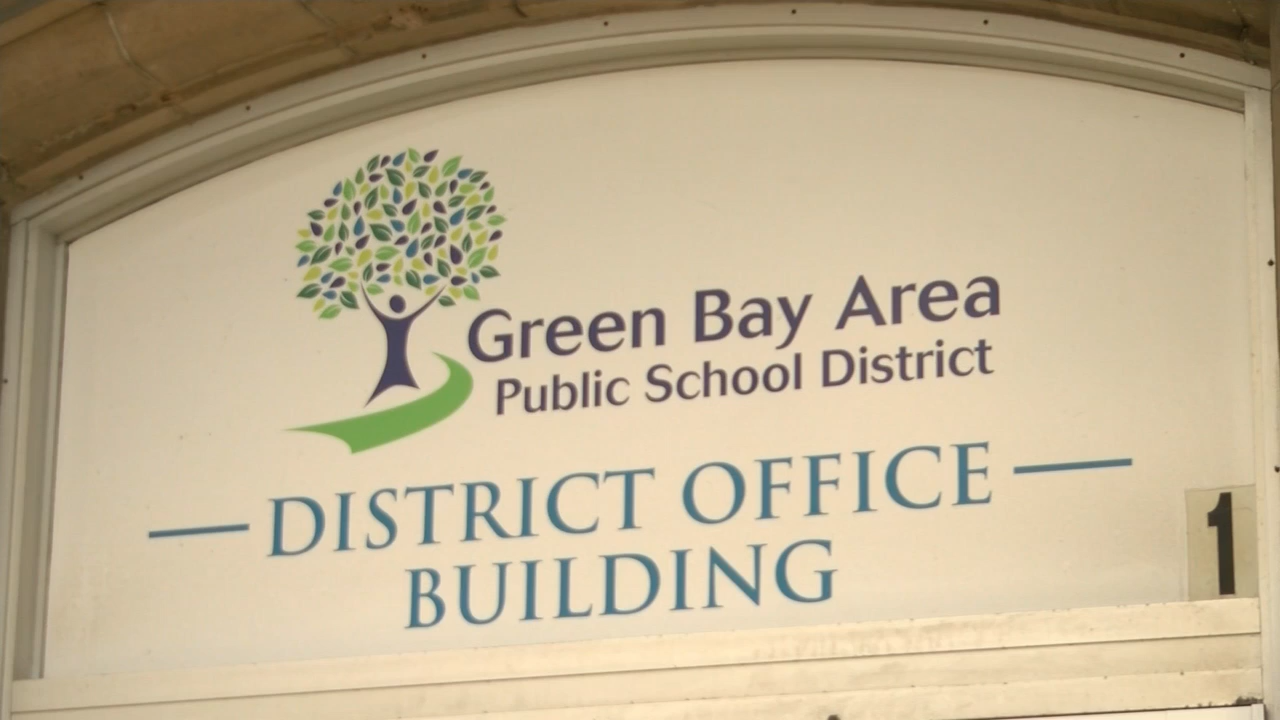 Green Bay Area
Public School District
DISTRICT OFFICE
BUILDING
1